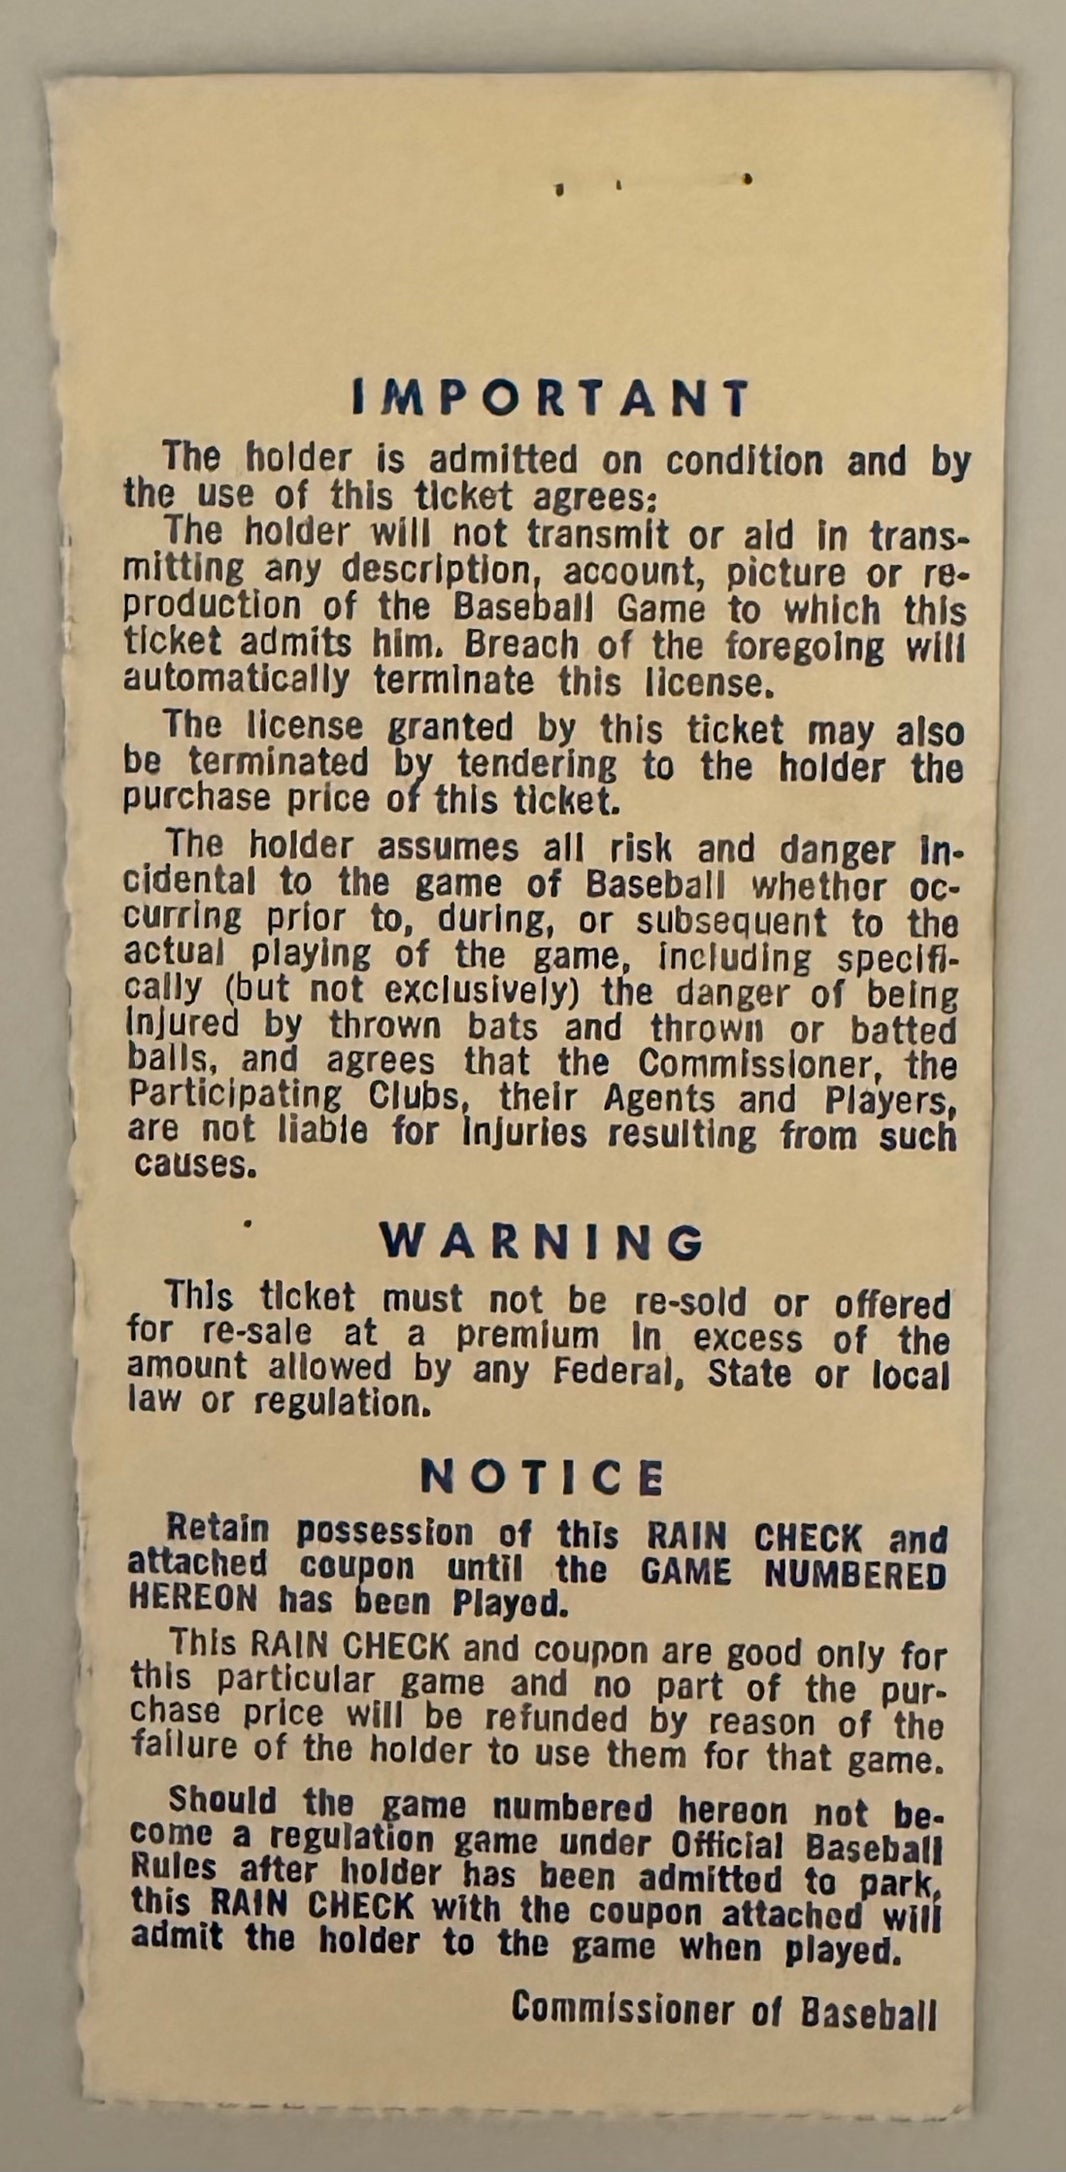 IMPORTANT
The holder is admitted on condition and by
the use of this ticket agrees:
The holder will not transmit or aid in trans-
mitting any description, account, picture or re-
production of the Baseball Game to which this
ticket admits him. Breach of the foregoing will
automatically terminate this license.
The license granted by this ticket may also
be terminated by tendering to the holder the
purchase price of this ticket.
The holder assumes all risk and danger in-
cidental to the game of Baseball whether oc-
curring prior to, during, or subsequent to the
actual playing of the game, including specifi-
cally (but not exclusively) the danger of being
injured by thrown bats and thrown or batted
balls, and agrees that the Commissioner, the
Participating Clubs, their Agents and Players,
are not liable for injuries resulting from such
causes.
WARNING
This ticket must not be re-sold or offered
for re-sale at a premium in excess of the
amount allowed by any Federal, State or local
law or regulation.
NOTICE
Retain possession of this RAIN CHECK and
attached coupon until the GAME NUMBERED
HEREON has been Played.
This RAIN CHECK and coupon are good only for
this particular game and no part of the pur-
chase price will be refunded by reason of the
failure of the holder to use them for that game.
Should the game numbered hereon not be-
come a regulation game under Official Baseball
Rules after holder has been admitted to park,
this RAIN CHECK with the coupon attached will
admit the holder to the game when played.
Commissioner of Baseball